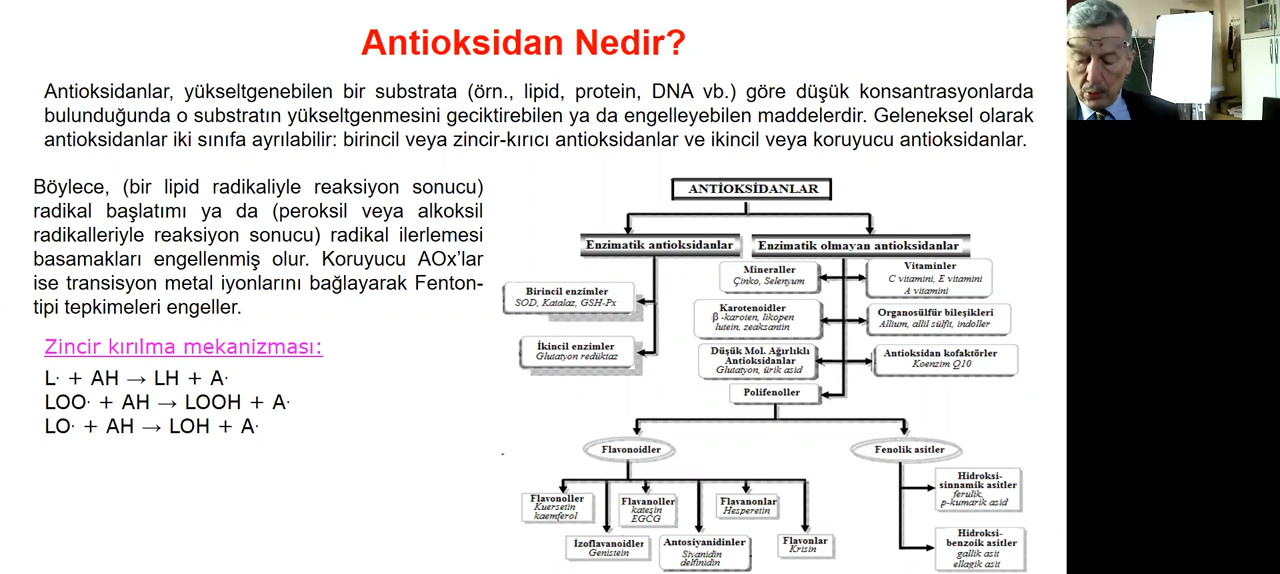 Antioksidan Nedir?
Antioksidanlar, yükseltgenebilen bir substrata (örn., lipid, protein, DNA vb.) göre düşük konsantrasyonlarda
bulunduğunda o substratın yükseltgenmesini geciktirebilen ya da engelleyebilen maddelerdir. Geleneksel olarak
antioksidanlar iki sınıfa ayrılabilir: birincil veya zincir-kırıcı antioksidanlar ve ikincil veya koruyucu antioksidanlar.
Böylece, (bir lipid radikaliyle reaksiyon sonucu)
radikal başlatımı ya da (peroksil veya alkoksil
radikalleriyle reaksiyon sonucu) radikal ilerlemesi
basamakları engellenmiş olur. Koruyucu AOx'lar
ise transisyon metal iyonlarını bağlayarak Fenton-
tipi tepkimeleri engeller.
Zincir kırılma mekanizması:
L· + AH → LH + A·
LOO· + AH → LOOH + A·
LO· + AH → LOH + A·
ANTİOKSİDANLAR
Enzimatik antioksidanlar
Enzimatik olmayan antioksidanlar
Birincil enzimler
SOD, Katalaz, GSH-Px
İkincil enzimler
Glutatyon redüktaz
Mineraller
Çinko, Selenyum
Vitaminler
C vitamini, E vitamini
A vitamini
Karotenoidler
β-karoten, likopen
lutein, zeaksantin
Organosülfür bileşikleri
Allium, allil sülfit, indoller
Düşük Mol. Ağırlıklı
Antioksidanlar
Glutatyon, ürik asid
Antioksidan kofaktörler
Koenzim Q10
Polifenoller
Flavonoidler
Fenolik asitler
Flavonoller
Kuersetin
kaemferol
Flavanoller
kateşin
EGCG
Flavanonlar
Hesperetin
İzoflavanoidler
Genistein
Antosiyanidinler
Siyanidin
delfinidin
Flavonlar
Krisin
Hidroksi-
sinnamik asitler
ferulik,
p-kumarik asid
Hidroksi-
benzoik asitler
gallik asit
ellagik asit